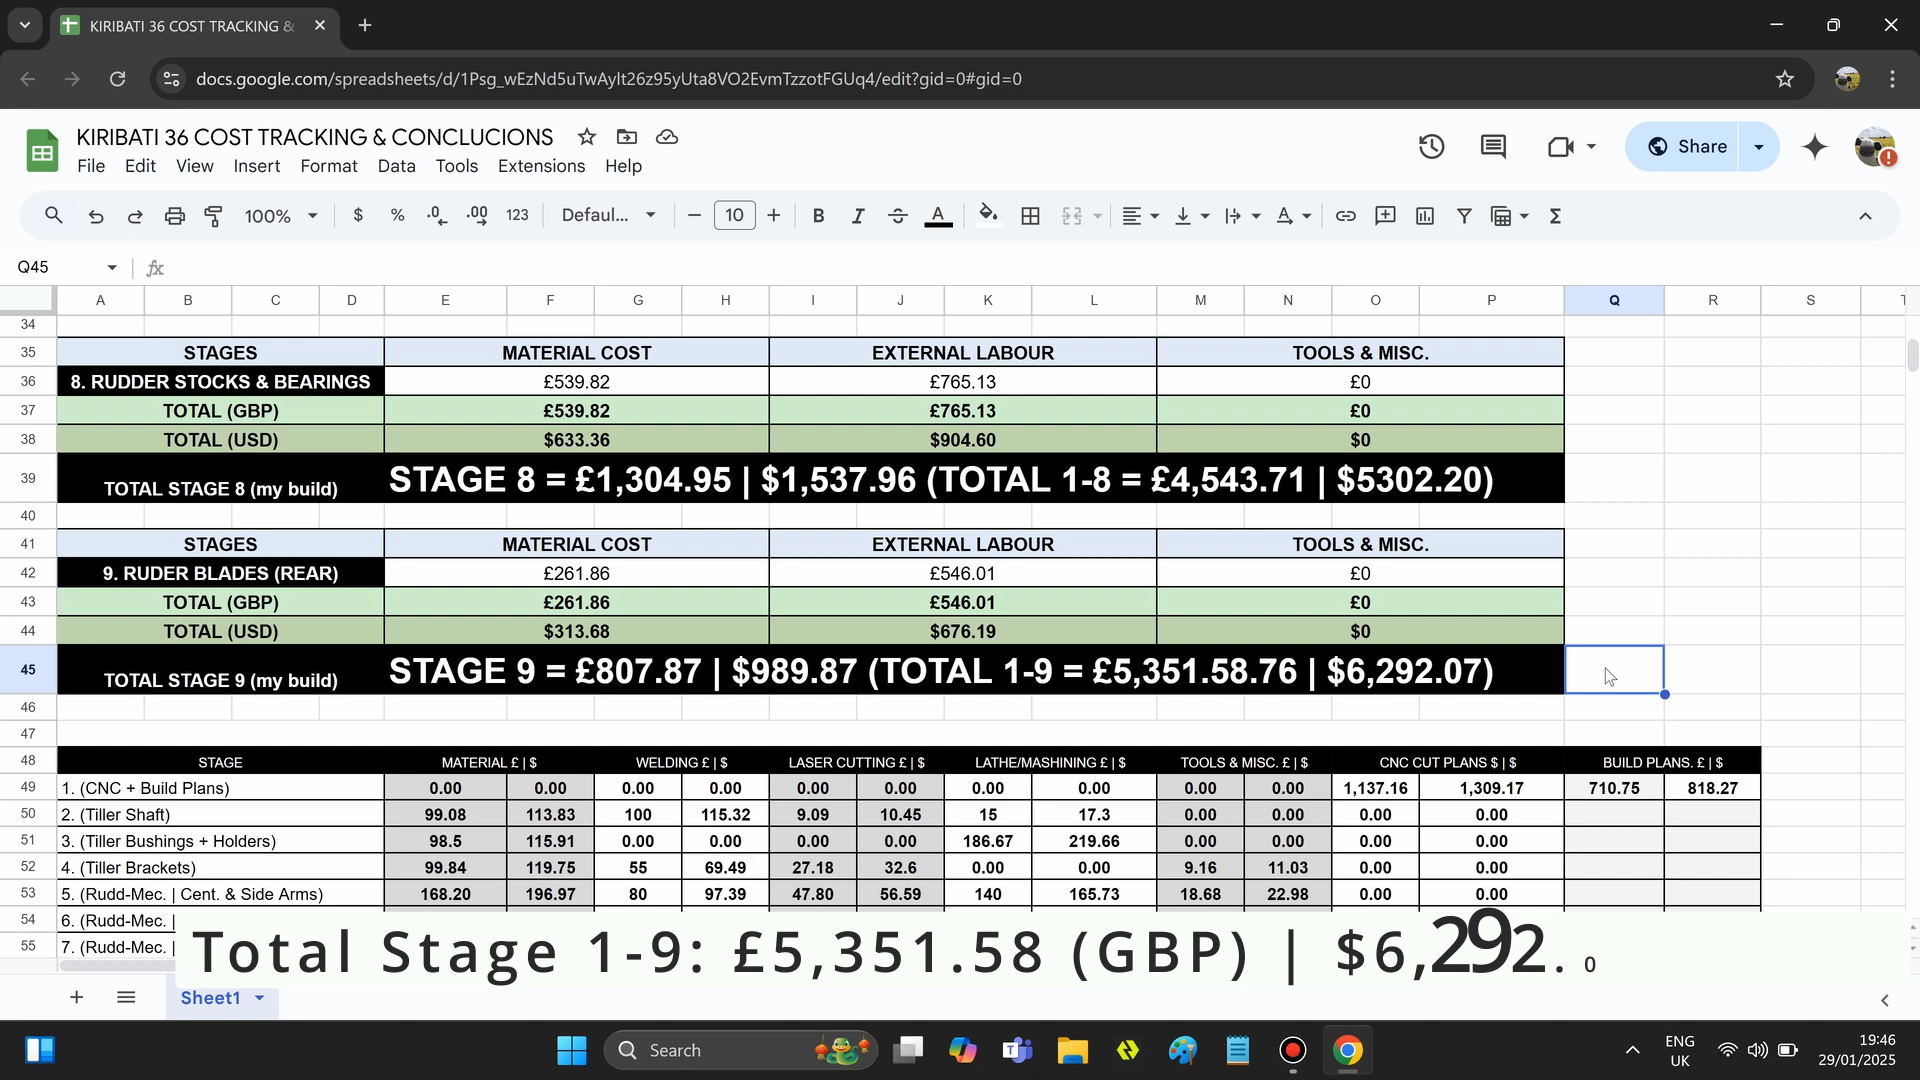 KIRIBATI 36 COST TRACKING &
docs.google.com/spreadsheets/d/1Psg_wEzNd5uTwAylt26z95yUta8VO2EvmTzzotFGUq4/edit?gid=0#gid=0
KIRIBATI 36 COST TRACKING & CONCLUCIONS
Share
File Edit View Insert Format Data Tools Extensions Help
100% $ % .0 .00 123 Defaul... 10 B I A
Q45 fx
A B C D E F G H I J K L M N O P Q R S
34
35 STAGES MATERIAL COST EXTERNAL LABOUR TOOLS & MISC.
36 8. RUDDER STOCKS & BEARINGS £539.82 £765.13 £0
37 TOTAL (GBP) £539.82 £765.13 £0
38 TOTAL (USD) $633.36 $904.60 $0
39 TOTAL STAGE 8 (my build) STAGE 8 = £1,304.95 | $1,537.96 (TOTAL 1-8 = £4,543.71 | $5302.20)
40
41 STAGES MATERIAL COST EXTERNAL LABOUR TOOLS & MISC.
42 9. RUDER BLADES (REAR) £261.86 £546.01 £0
43 TOTAL (GBP) £261.86 £546.01 £0
44 TOTAL (USD) $313.68 $676.19 $0
45 TOTAL STAGE 9 (my build) STAGE 9 = £807.87 | $989.87 (TOTAL 1-9 = £5,351.58.76 | $6,292.07)
46
47
48 STAGE MATERIAL £ | $ WELDING £ | $ LASER CUTTING £ | $ LATHE/MASHINING £ | $ TOOLS & MISC. £ | $ CNC CUT PLANS $ | $ BUILD PLANS. £ | $
49 1. (CNC + Build Plans) 0.00 0.00 0.00 0.00 0.00 0.00 0.00 0.00 0.00 0.00 1,137.16 1,309.17 710.75 818.27
50 2. (Tiller Shaft) 99.08 113.83 100 115.32 9.09 10.45 15 17.3 0.00 0.00 0.00 0.00
51 3. (Tiller Bushings + Holders) 98.5 115.91 0.00 0.00 0.00 0.00 186.67 219.66 0.00 0.00 0.00 0.00
52 4. (Tiller Brackets) 99.84 119.75 55 69.49 27.18 32.6 0.00 0.00 9.16 11.03 0.00 0.00
53 5. (Rudd-Mec. | Cent. & Side Arms) 168.20 196.97 80 97.39 47.80 56.59 140 165.73 18.68 22.98 0.00 0.00
54 6. (Rudd-Mec. |
55 7. (Rudd-Mec. |
Total Stage 1-9: £5,351.58 (GBP) | $6,292.0
Sheet1
Search
ENG
UK
19:46
29/01/2025